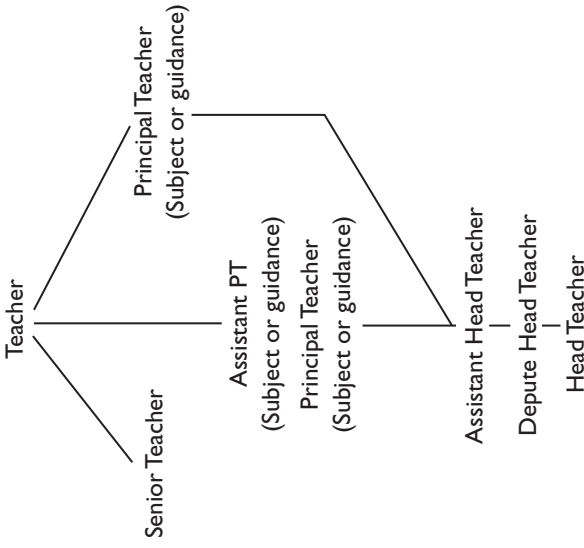 Teacher
Senior Teacher
Principal Teacher
(Subject or guidance)
Assistant PT
(Subject or guidance)
Principal Teacher
(Subject or guidance)
Assistant Head Teacher
Depute Head Teacher
Head Teacher